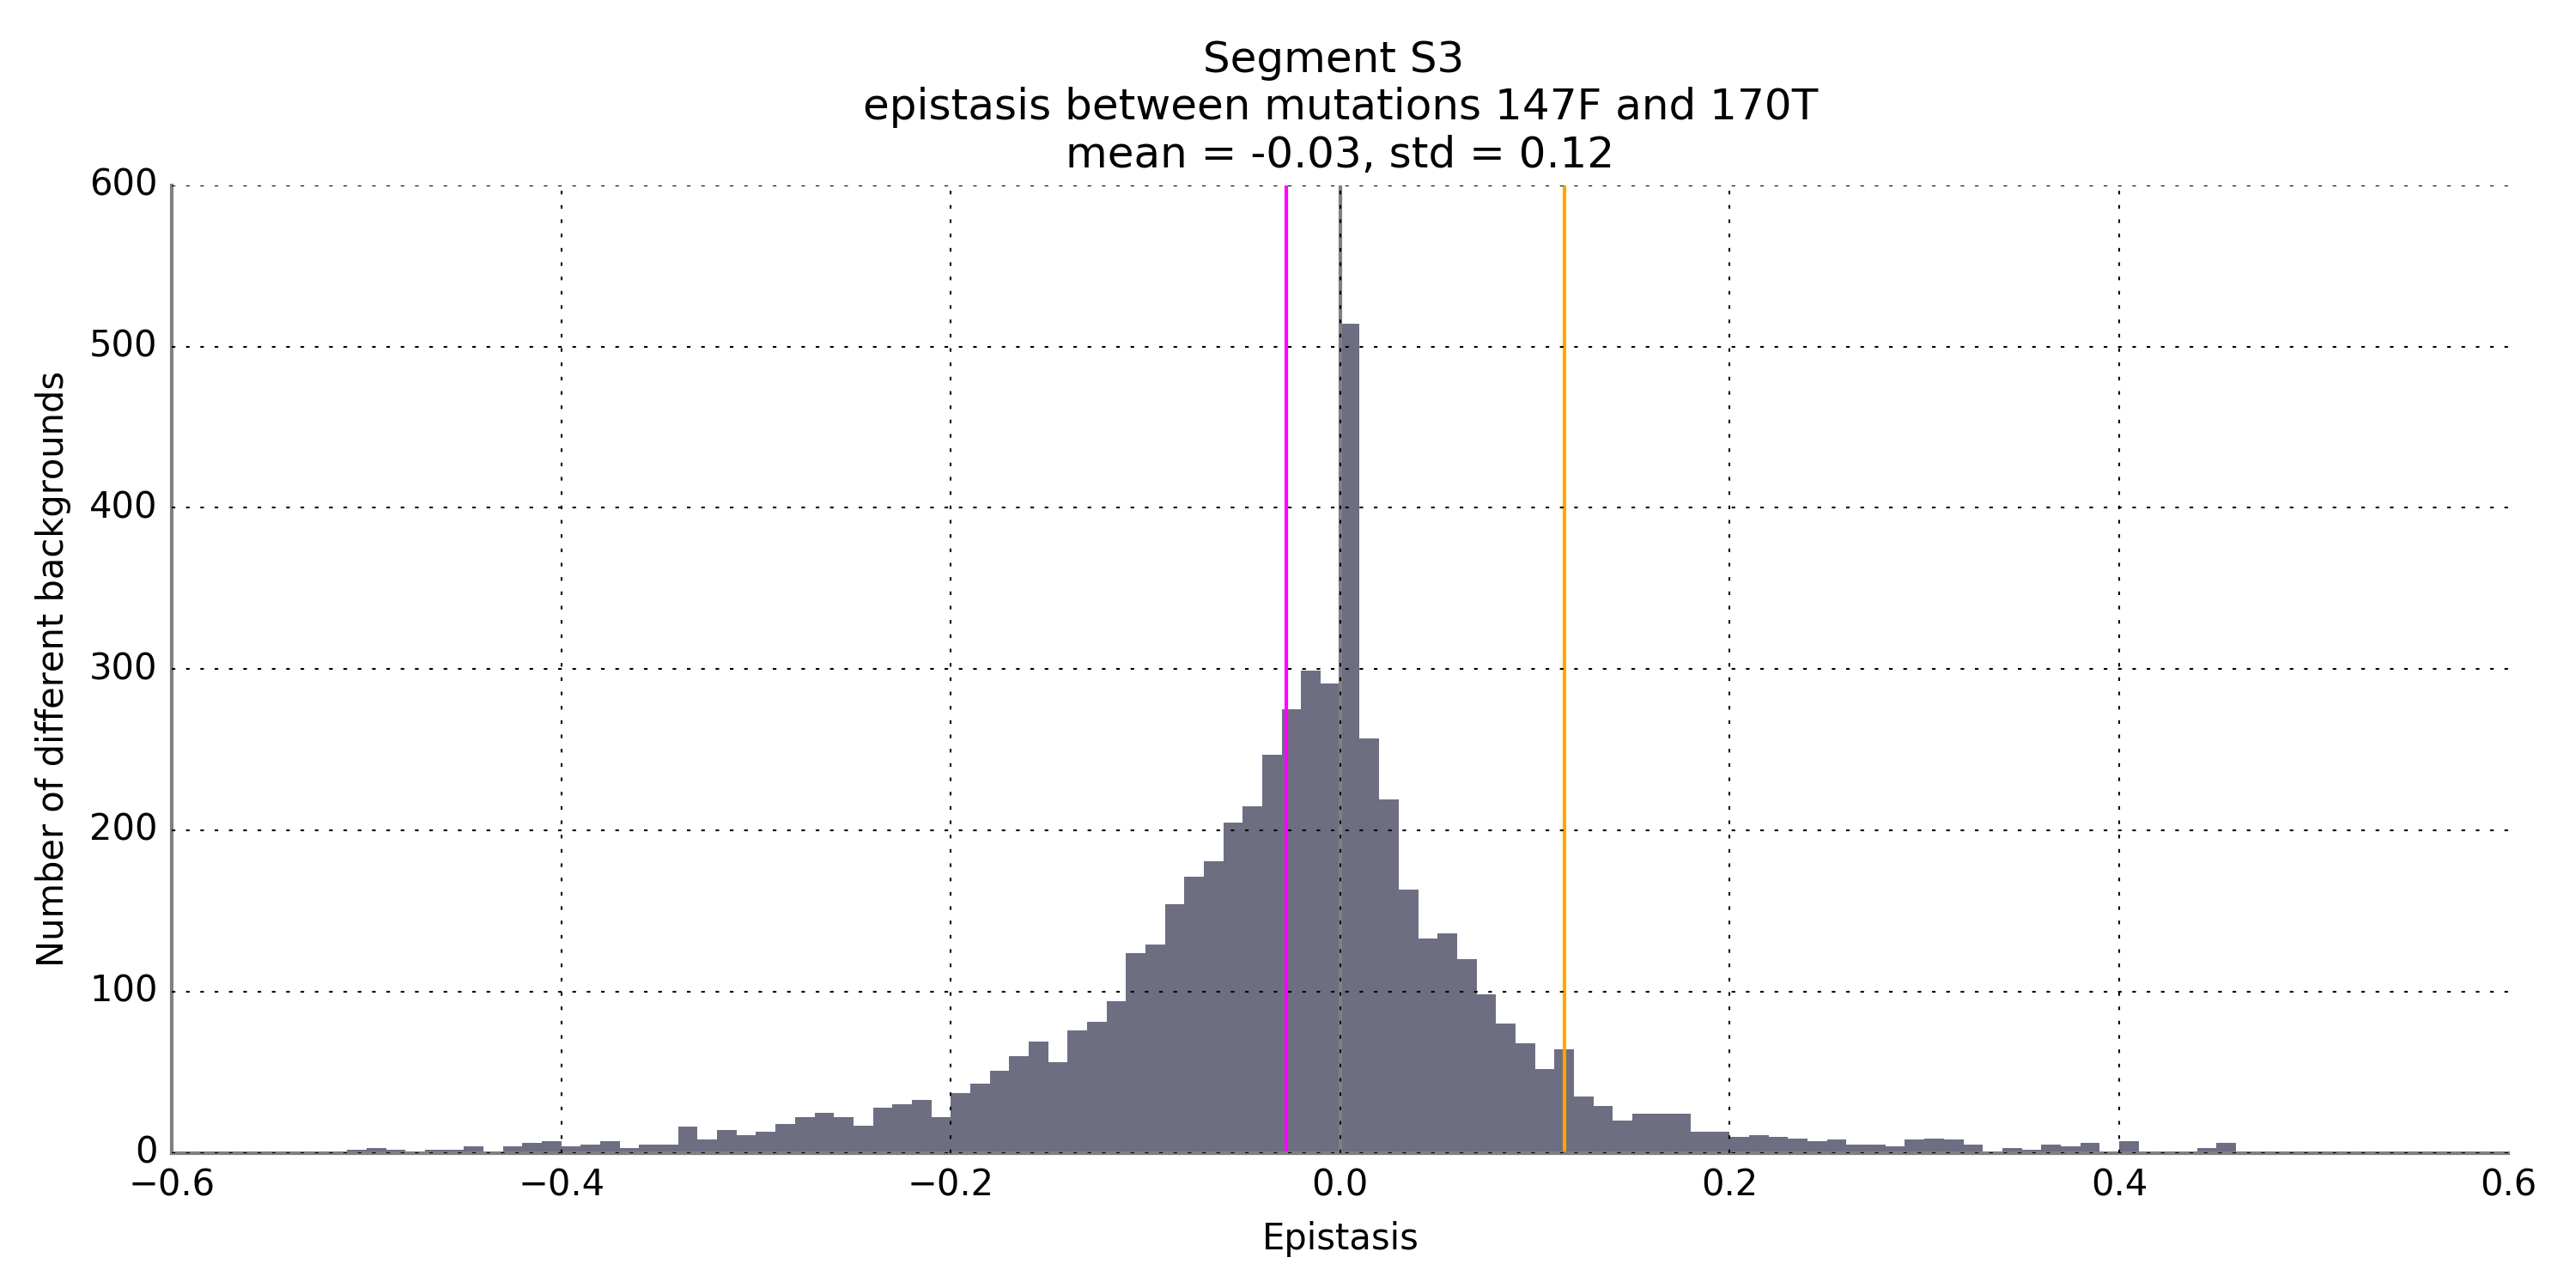 Segment S3
epistasis between mutations 147F and 170T
mean = -0.03, std = 0.12
600
500
400
300
200
100
0
Number of different backgrounds
−0.6
−0.4
−0.2
0.0
0.2
0.4
0.6
Epistasis